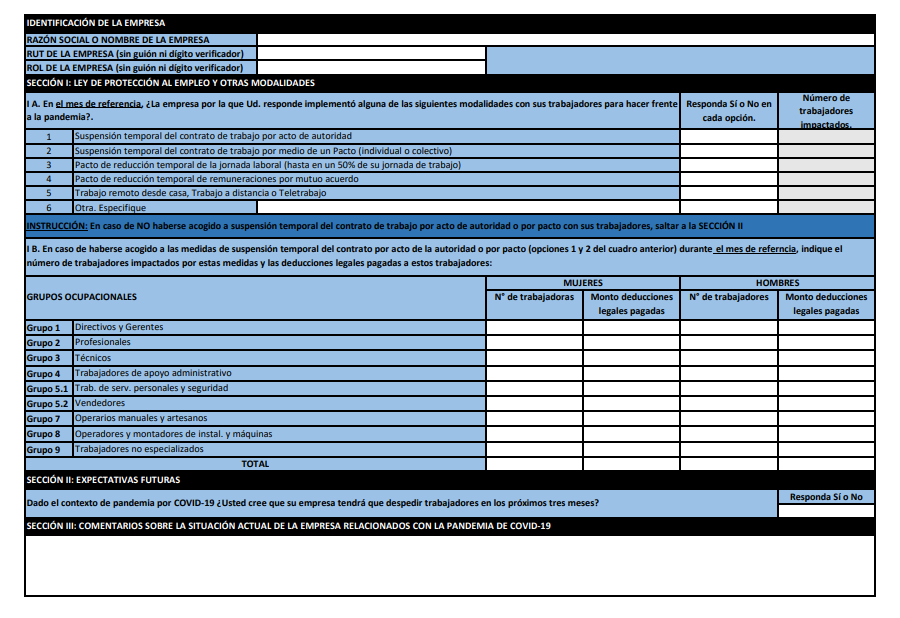 IDENTIFICACIÓN DE LA EMPRESA
RAZÓN SOCIAL O NOMBRE DE LA EMPRESA
RUT DE LA EMPRESA (sin guión ni dígito verificador)
ROL DE LA EMPRESA (sin guión ni dígito verificador)
SECCIÓN I: LEY DE PROTECCIÓN AL EMPLEO Y OTRAS MODALIDADES
I A. En el mes de referencia, ¿La empresa por la que Ud. responde implementó alguna de las siguientes modalidades con sus trabajadores para hacer frente
a la pandemia?.
Responda Sí o No en
cada opción.
Número de
trabajadores
impactados.
1 Suspensión temporal del contrato de trabajo por acto de autoridad
2 Suspensión temporal del contrato de trabajo por medio de un Pacto (individual o colectivo)
3 Pacto de reducción temporal de la jornada laboral (hasta en un 50% de su jornada de trabajo)
4 Pacto de reducción temporal de remuneraciones por mutuo acuerdo
5 Trabajo remoto desde casa, Trabajo a distancia o Teletrabajo
6 Otra. Especifique
INSTRUCCIÓN: En caso de NO haberse acogido a suspensión temporal del contrato de trabajo por acto de autoridad o por pacto con sus trabajadores, saltar a la SECCIÓN II
I B. En caso de haberse acogido a las medidas de suspensión temporal del contrato por acto de la autoridad o por pacto (opciones 1 y 2 del cuadro anterior) durante el mes de refercnia, indique el
número de trabajadores impactados por estas medidas y las deducciones legales pagadas a estos trabajadores:
GRUPOS OCUPACIONALES
MUJERES
HOMBRES
N° de trabajadoras
Monto deducciones
legales pagadas
N° de trabajadores
Monto deducciones
legales pagadas
Grupo 1 Directivos y Gerentes
Grupo 2 Profesionales
Grupo 3 Técnicos
Grupo 4 Trabajadores de apoyo administrativo
Grupo 5.1 Trab. de serv. personales y seguridad
Grupo 5.2 Vendedores
Grupo 7 Operarios manuales y artesanos
Grupo 8 Operadores y montadores de instal. y máquinas
Grupo 9 Trabajadores no especializados
TOTAL
SECCIÓN II: EXPECTATIVAS FUTURAS
Dado el contexto de pandemia por COVID-19 ¿Usted cree que su empresa tendrá que despedir trabajadores en los próximos tres meses?
Responda Sí o No
SECCIÓN III: COMENTARIOS SOBRE LA SITUACIÓN ACTUAL DE LA EMPRESA RELACIONADOS CON LA PANDEMIA DE COVID-19